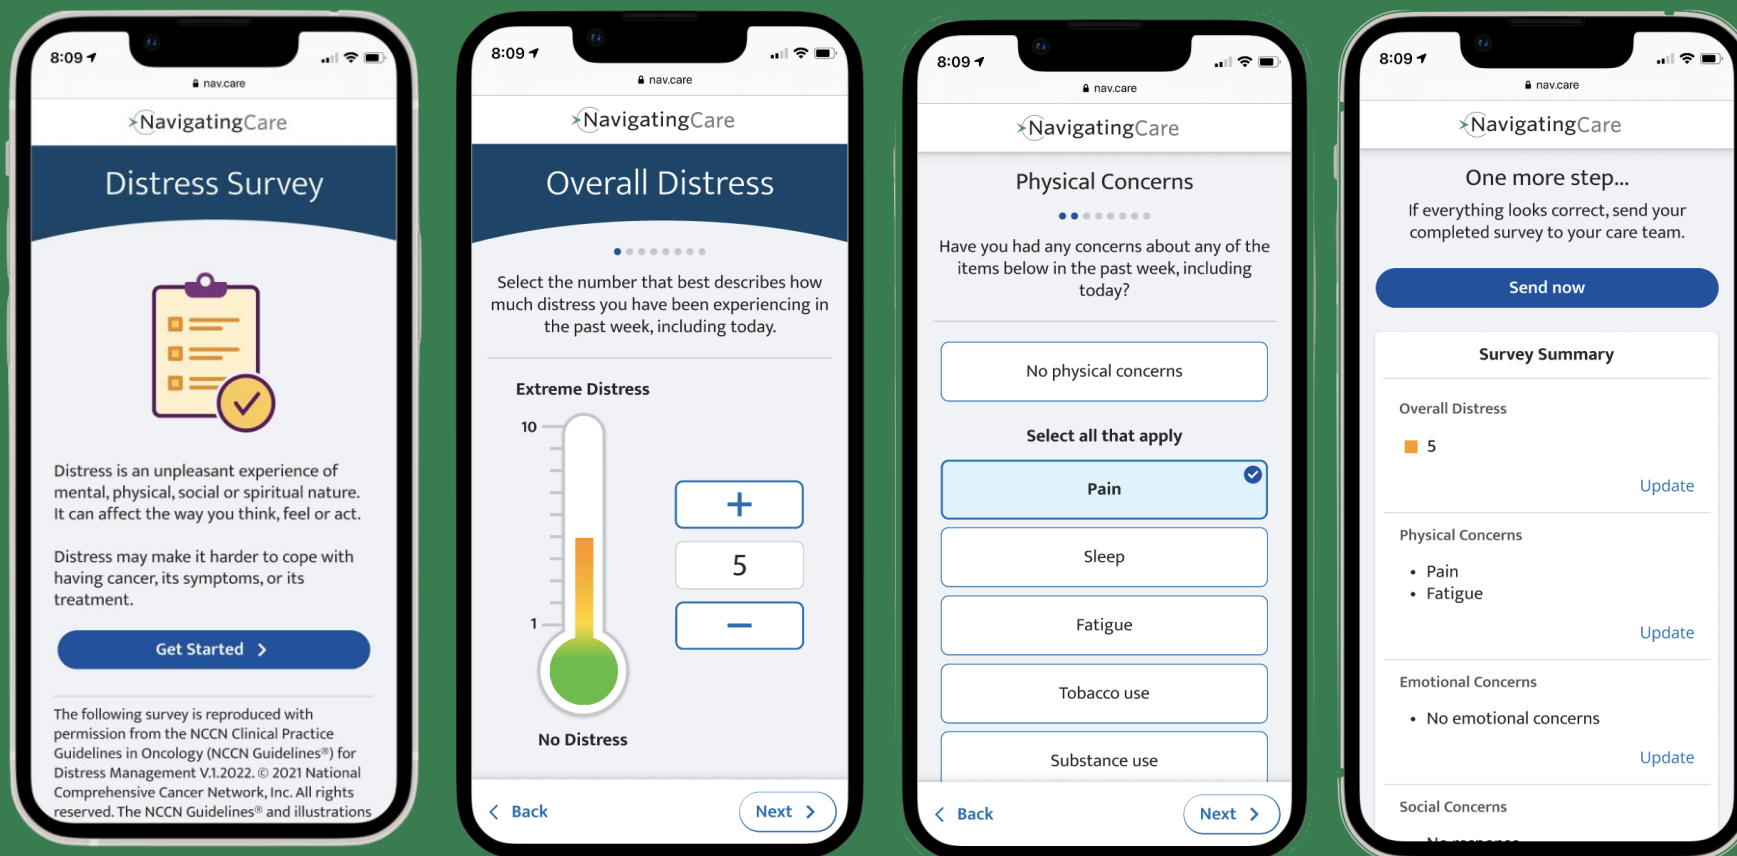 8:09
nav.care
NavigatingCare
Distress Survey
Distress is an unpleasant experience of
mental, physical, social or spiritual nature.
It can affect the way you think, feel or act.
Distress may make it harder to cope with
having cancer, its symptoms, or its
treatment.
Get Started
The following survey is reproduced with
permission from the NCCN Clinical Practice
Guidelines in Oncology (NCCN Guidelines®) for
Distress Management V.1.2022. © 2021 National
Comprehensive Cancer Network, Inc. All rights
reserved. The NCCN Guidelines® and illustrations
8:09
nav.care
NavigatingCare
Overall Distress
Select the number that best describes how
much distress you have been experiencing in
the past week, including today.
Extreme Distress
10
+
5
1
−
No Distress
Back
Next
8:09
nav.care
NavigatingCare
Physical Concerns
Have you had any concerns about any of the
items below in the past week, including
today?
No physical concerns
Select all that apply
Pain
Sleep
Fatigue
Tobacco use
Substance use
Back
Next
8:09
nav.care
NavigatingCare
One more step...
If everything looks correct, send your
completed survey to your care team.
Send now
Survey Summary
Overall Distress
5
Update
Physical Concerns
• Pain
• Fatigue
Update
Emotional Concerns
• No emotional concerns
Update
Social Concerns